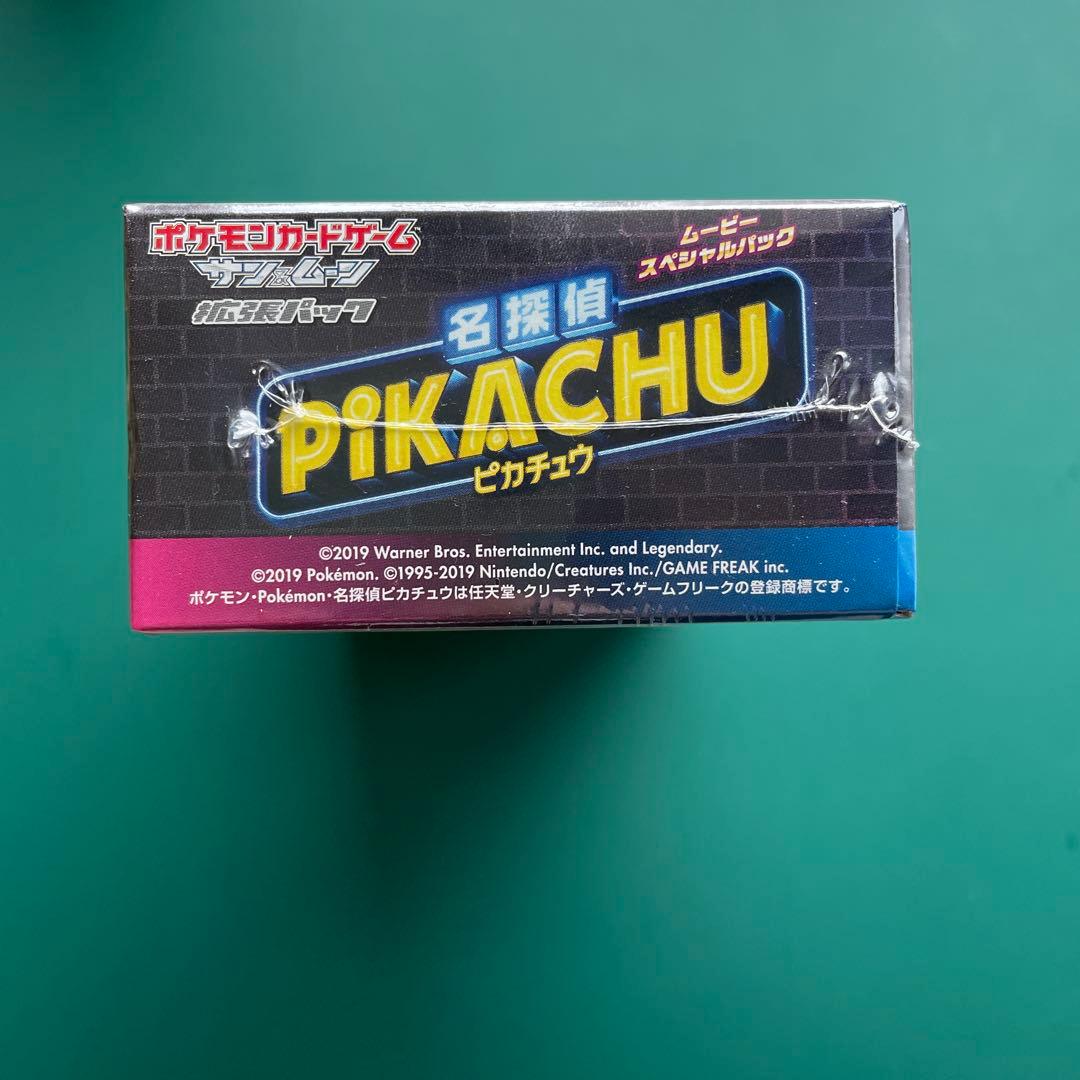 ポケモンカードゲーム
サン&ムーン
拡張パック
ムービー
スペシャルパック
名探偵
PiKACHU
ピカチュウ
©2019 Warner Bros. Entertainment Inc. and Legendary.
©2019 Pokémon. ©1995-2019 Nintendo/Creatures Inc./GAME FREAK inc.
ポケモン・Pokémon・名探偵ピカチュウは任天堂・クリーチャーズ・ゲームフリークの登録商標です。